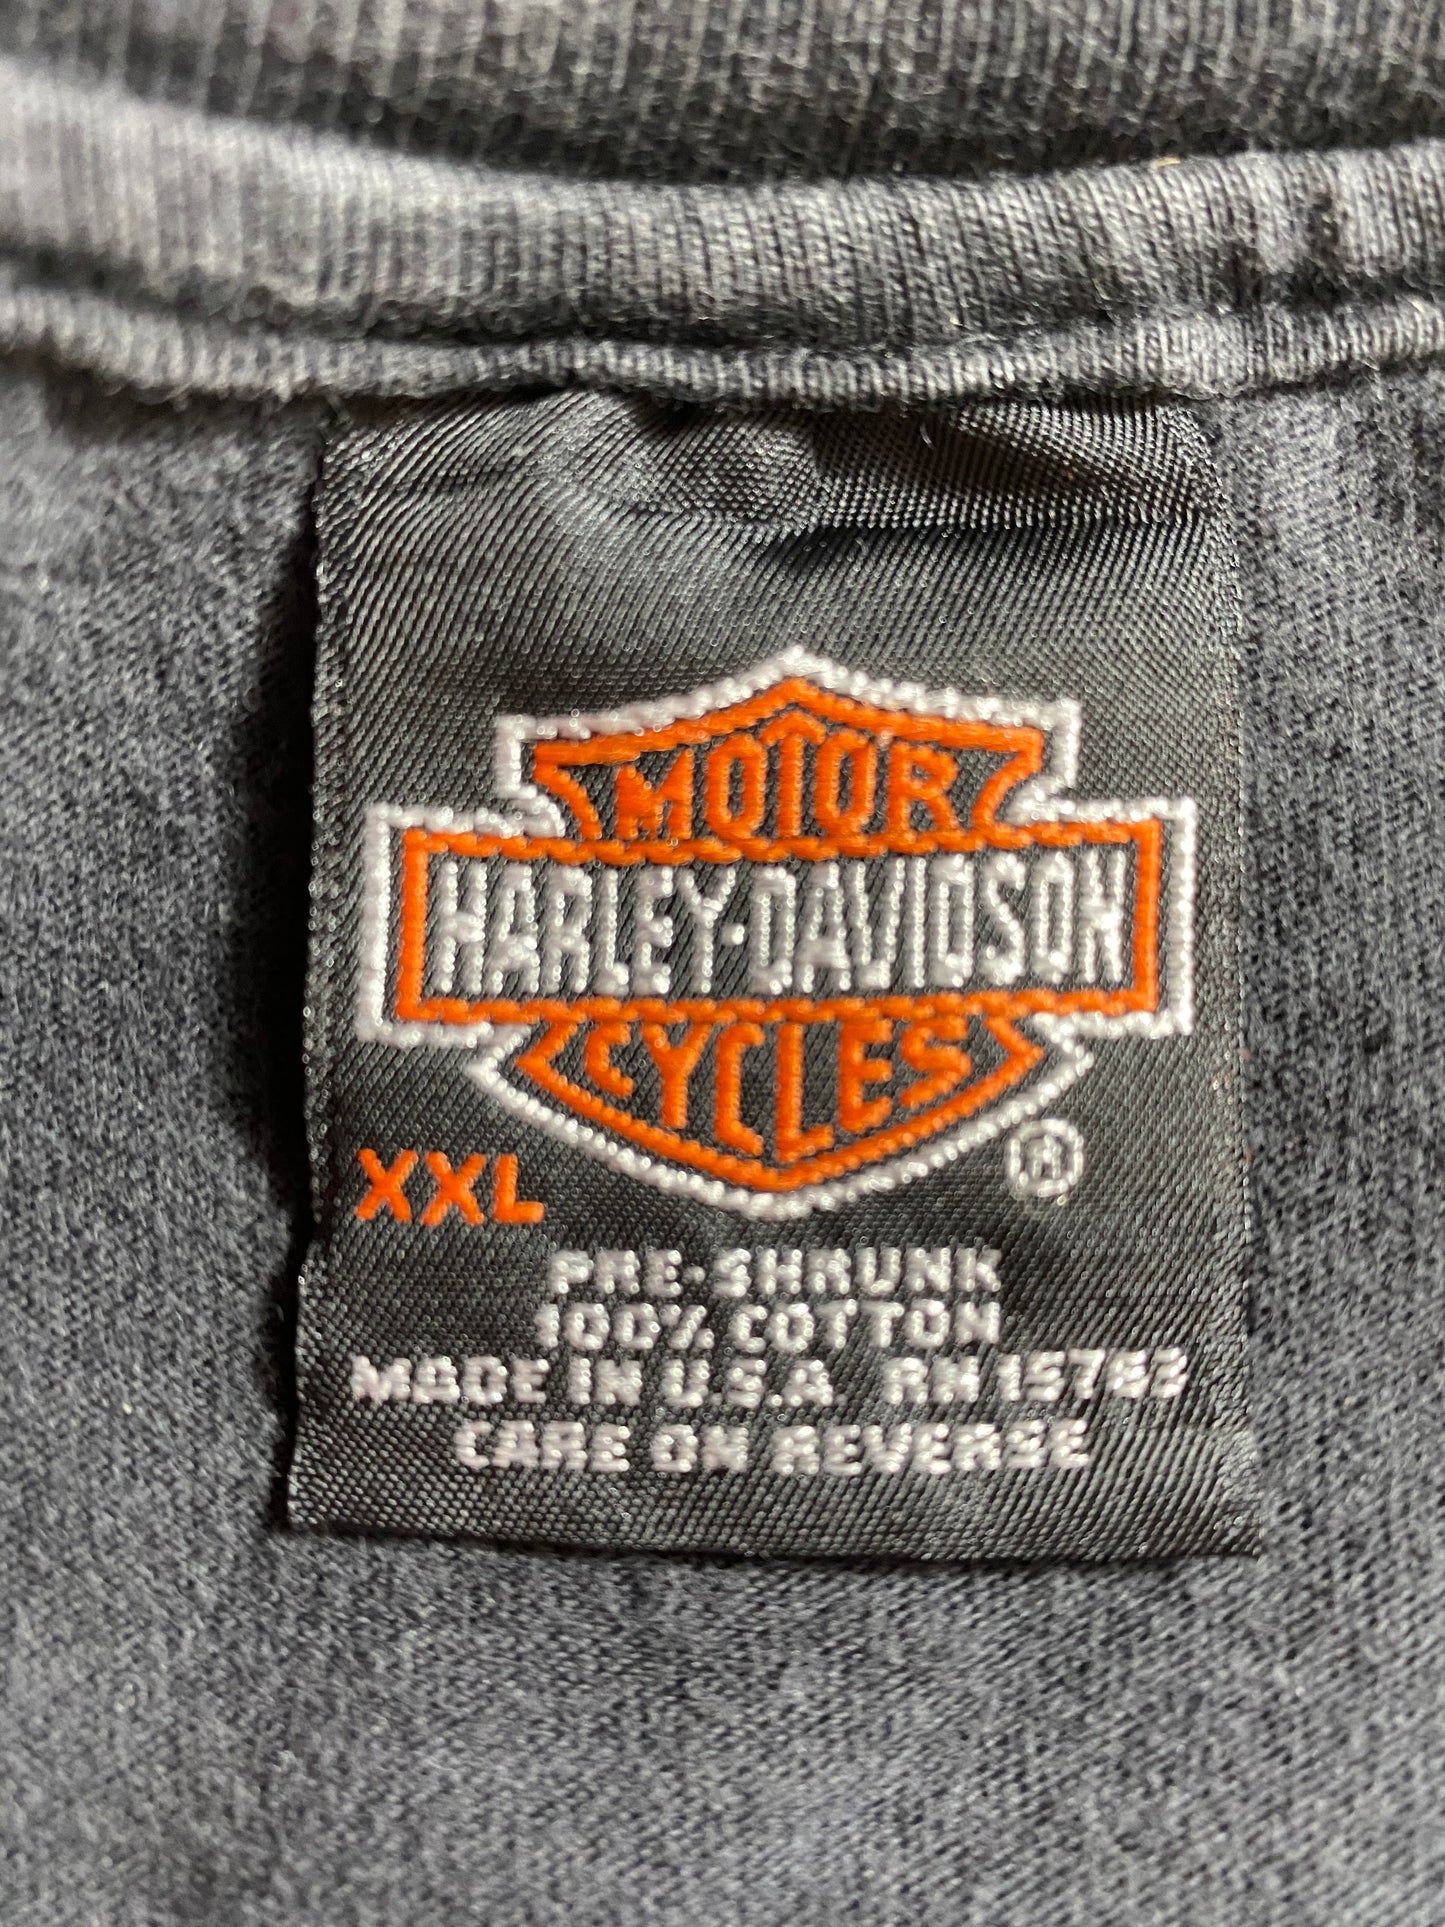 MOTOR
HARLEY-DAVIDSON
CYCLES
®
XXL
PRE-SHRUNK
100% COTTON
MADE IN U.S.A. RN 15763
CARE ON REVERSE